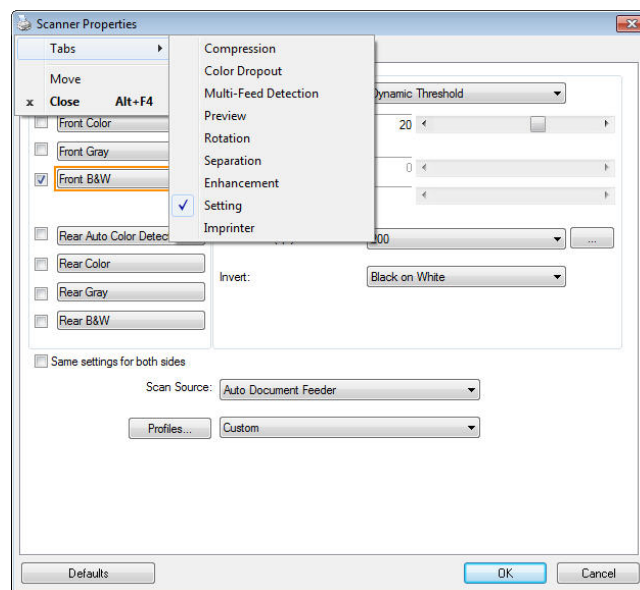 Scanner Properties
Tabs
Move
x Close Alt+F4
Compression
Color Dropout
Multi-Feed Detection
Preview
Rotation
Separation
Enhancement
Setting
Imprinter
Dynamic Threshold
20
0
Front Color
Front Gray
Front B&W
Rear Auto Color Detec
200
...
Rear Color
Invert:
Black on White
Rear Gray
Rear B&W
Same settings for both sides
Scan Source:
Auto Document Feeder
Profiles...
Custom
Defaults
OK
Cancel